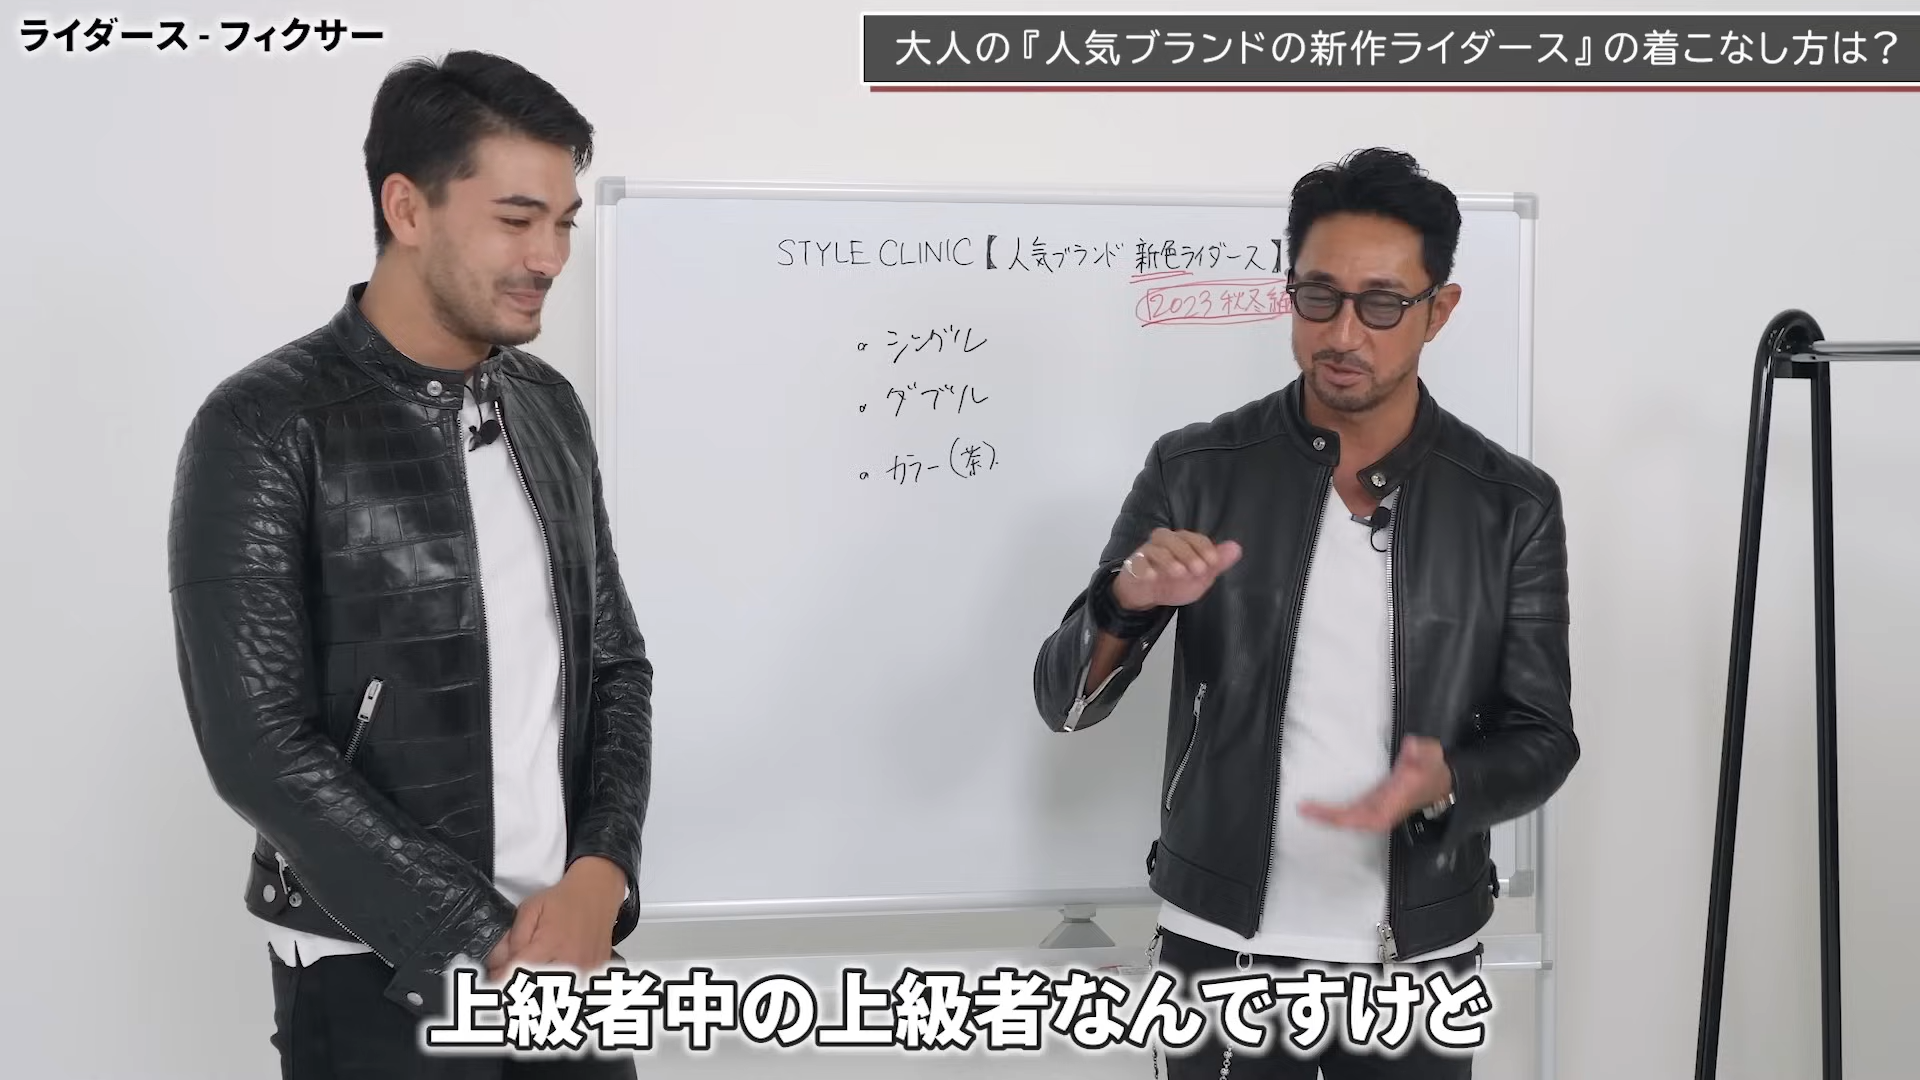 ライダース - フィクサー
大人の『人気ブランドの新作ライダース』の着こなし方は？
STYLE CLINIC【人気ブランド 新色ライダース】
2023 秋冬編
。シングル
。ダブル
。カラー(茶).
上級者中の上級者なんですけど